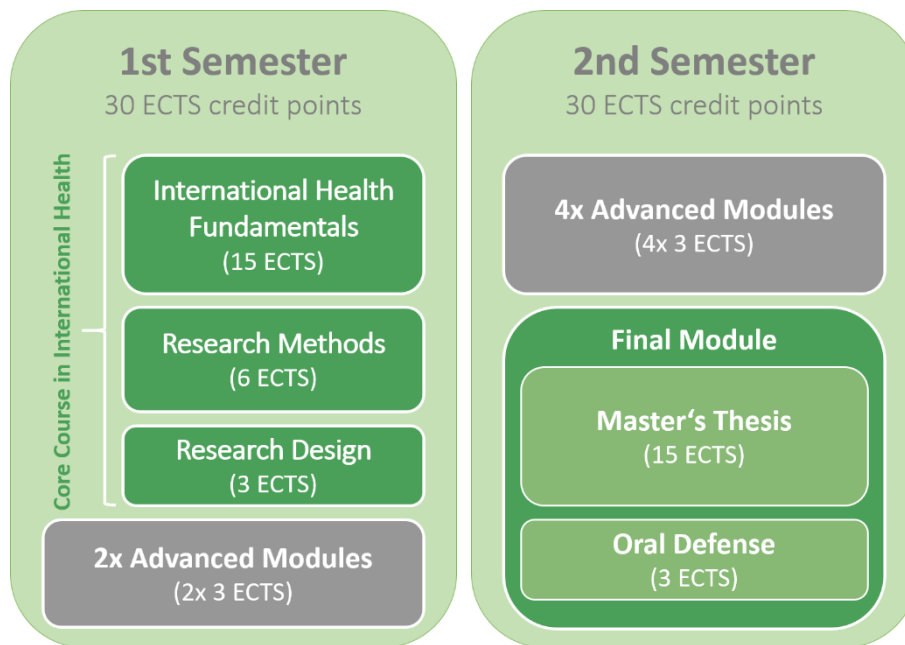 1st Semester
30 ECTS credit points
Core Course in International Health
International Health
Fundamentals
(15 ECTS)
Research Methods
(6 ECTS)
Research Design
(3 ECTS)
2x Advanced Modules
(2x 3 ECTS)
2nd Semester
30 ECTS credit points
4x Advanced Modules
(4x 3 ECTS)
Final Module
Master‘s Thesis
(15 ECTS)
Oral Defense
(3 ECTS)